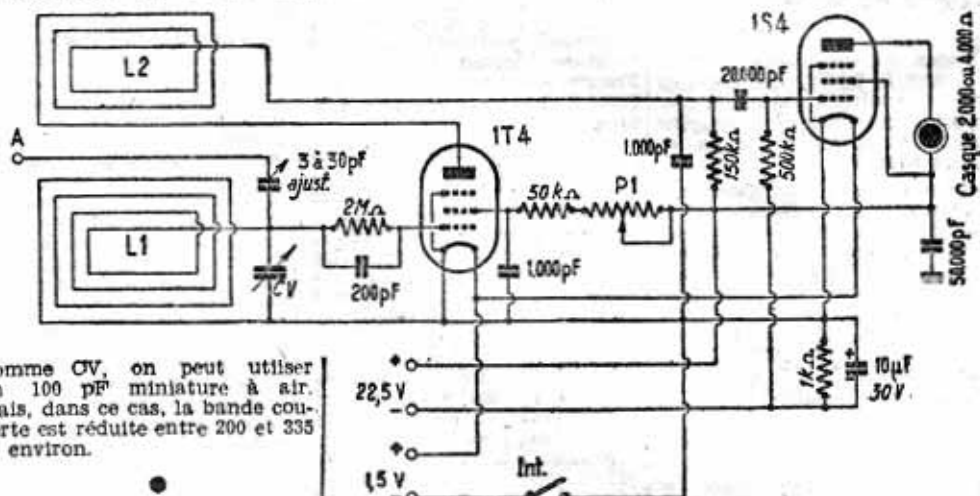 L2
1S4
20.000 pF
A
3 à 30pF
ajust.
1T4
1.000pF
150kΩ
500kΩ
Casque 2.000 ou 4.000 Ω
L1
2MΩ
50kΩ
P1
CV
200pF
1.000pF
50.000pF
omme CV, on peut utiliser
100 pF miniature à air.
ais, dans ce cas, la bande cou-
rte est réduite entre 200 et 335
environ.
+
22,5 V
-
1kΩ
+
10µF
30V
+
1,5 V
-
Int.